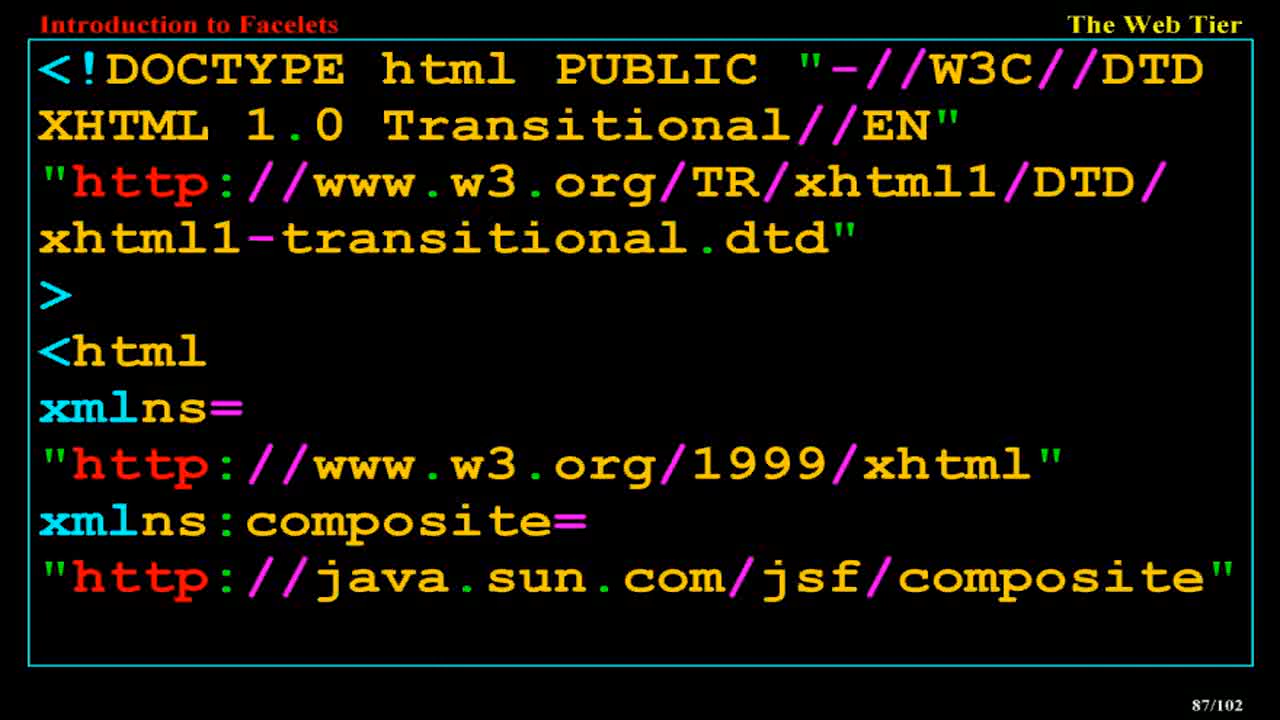 Introduction to Facelets
The Web Tier
<!DOCTYPE html PUBLIC "-//W3C//DTD
XHTML 1.0 Transitional//EN"
"http://www.w3.org/TR/xhtml1/DTD/
xhtml1-transitional.dtd"
>
<html
xmlns=
"http://www.w3.org/1999/xhtml"
xmlns:composite=
"http://java.sun.com/jsf/composite"
87/102